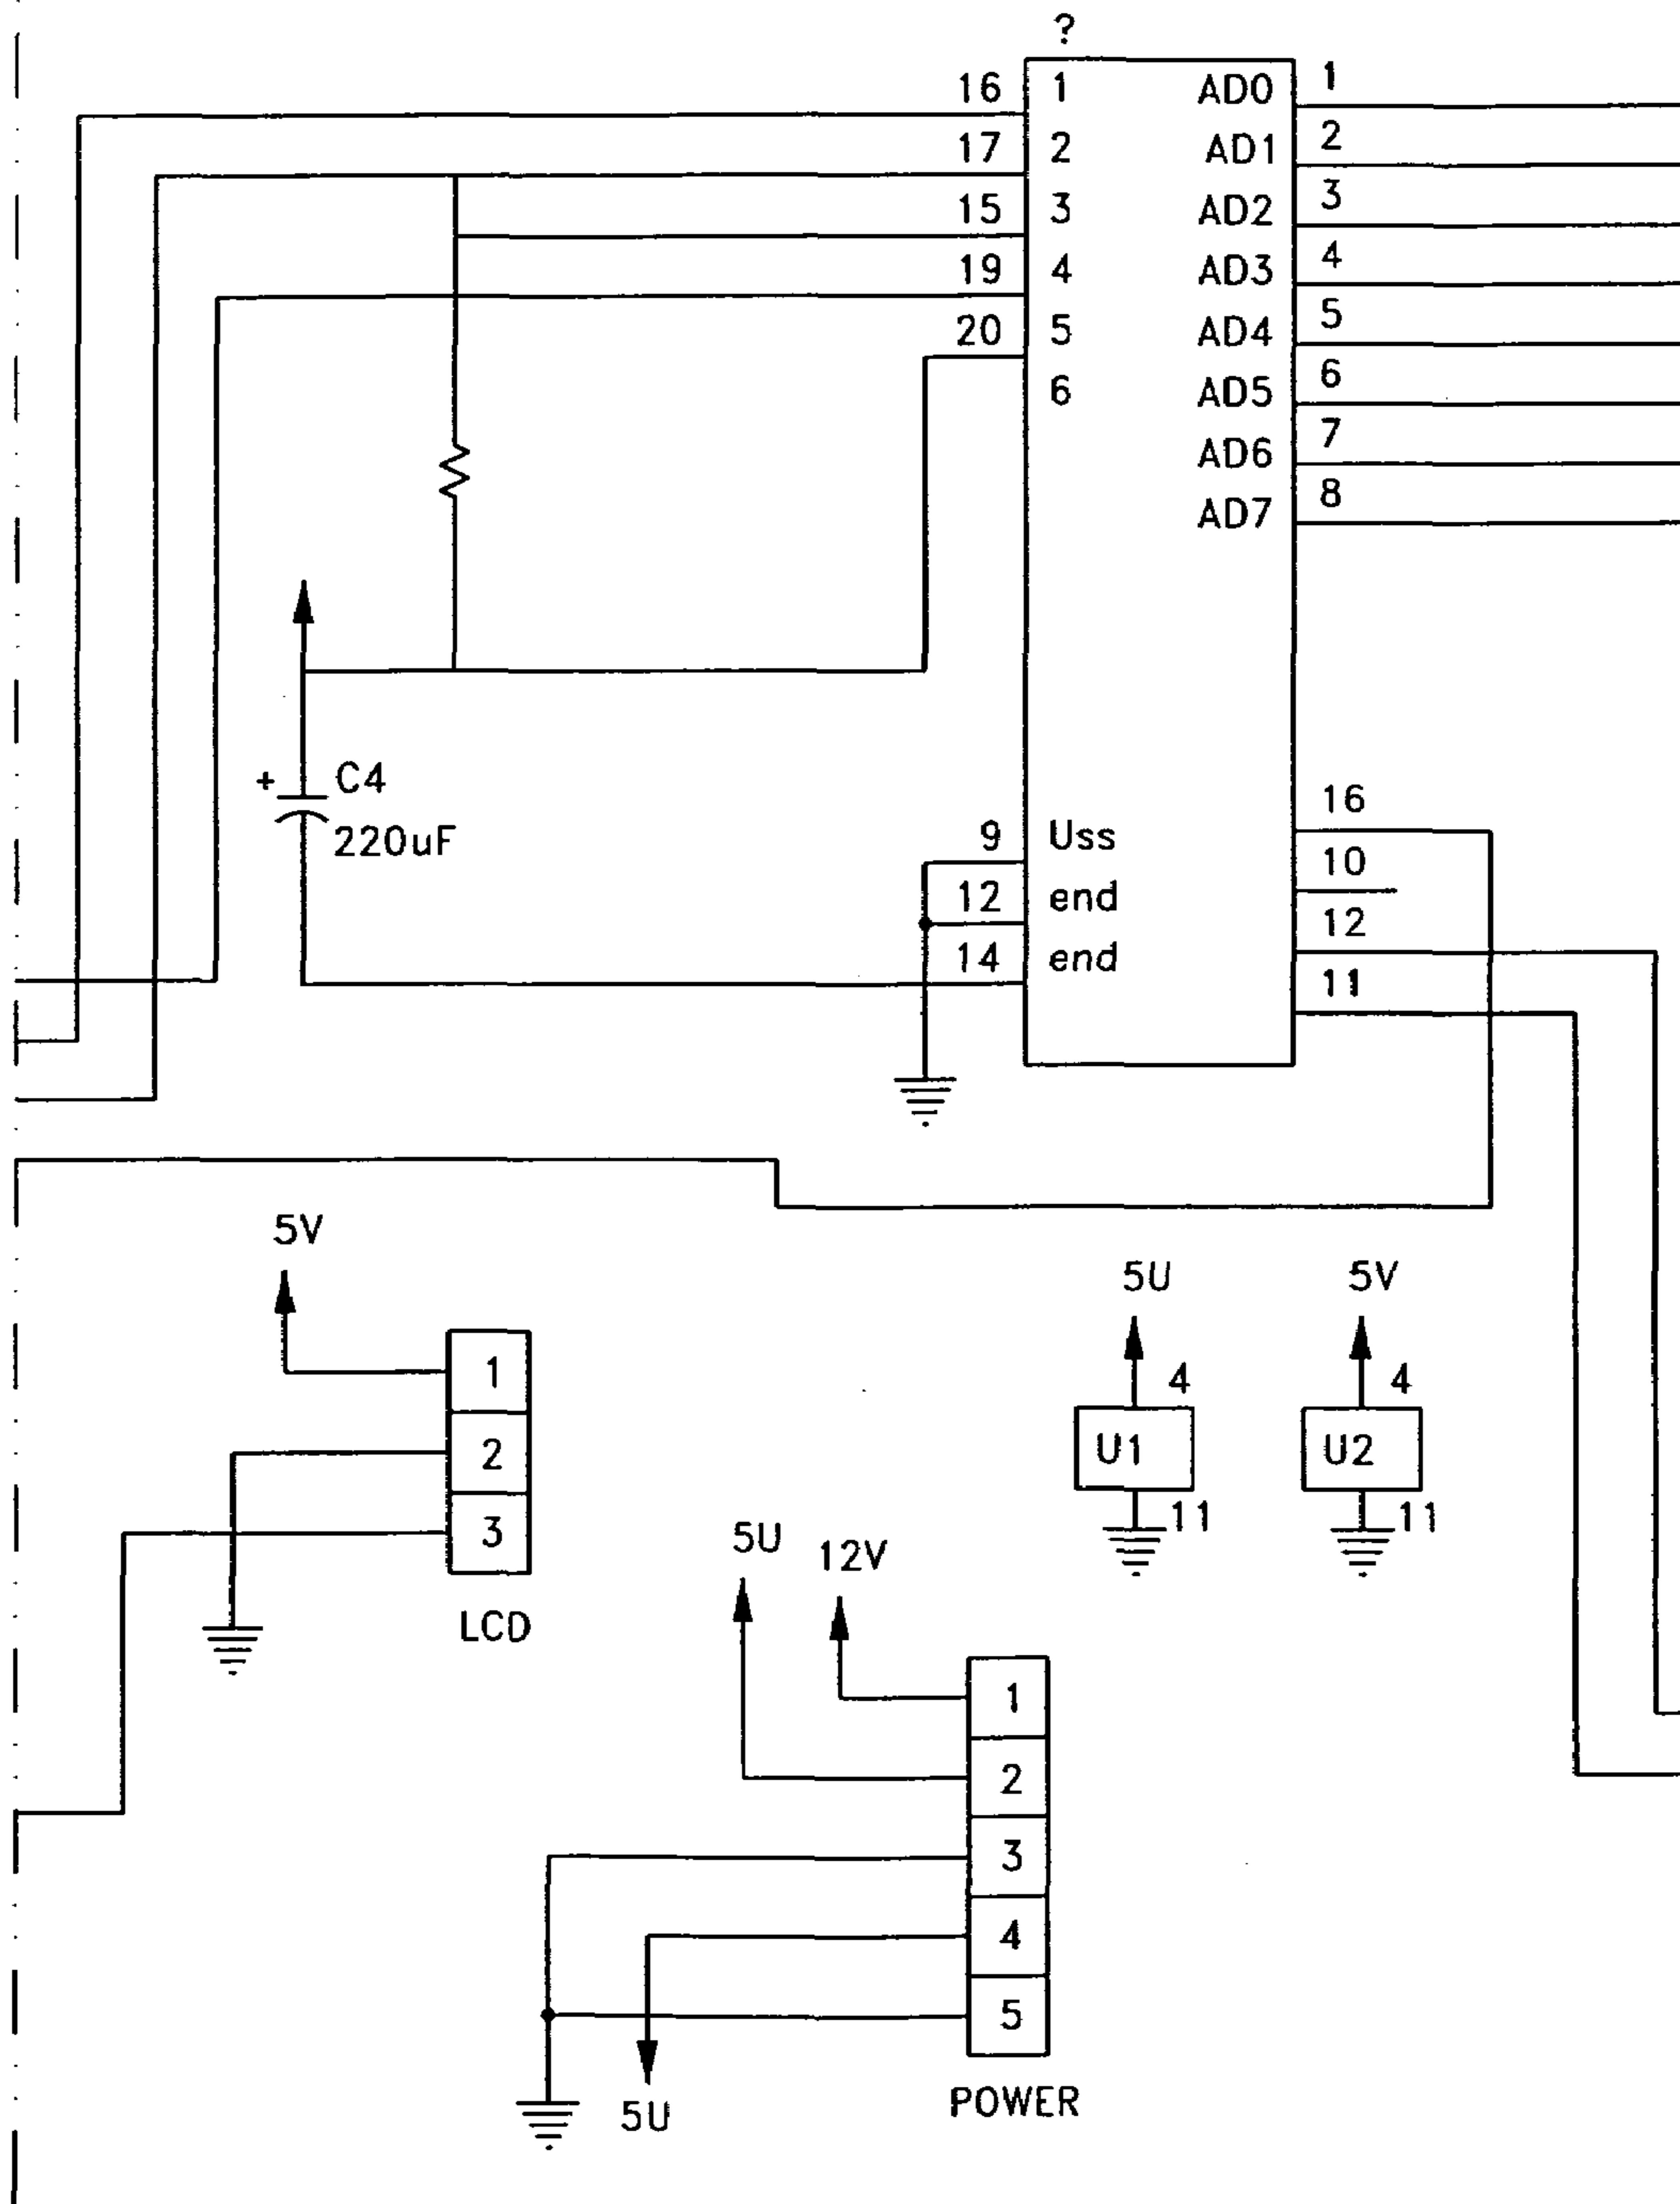 ?
16 1 AD0 1
17 2 AD1 2
15 3 AD2 3
19 4 AD3 4
20 5 AD4 5
6 AD5 6
AD6 7
AD7 8
+ C4
220uF
16
9 Uss
10
12 end
12
14 end
11
5V
5U 5V
1
4 4
2
U1 U2
3
11 11
LCD
5U 12V
1
2
3
4
5
5U
POWER